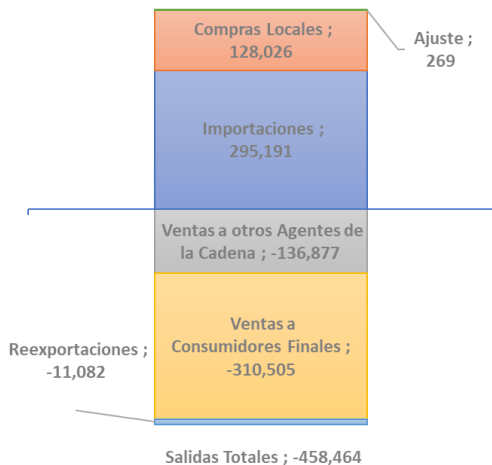 Compras Locales ;
128,026
Ajuste ;
269
Importaciones ;
295,191
Ventas a otros Agentes de
la Cadena ; -136,877
Ventas a
Consumidores Finales ;
-310,505
Reexportaciones ;
-11,082
Salidas Totales ; -458,464